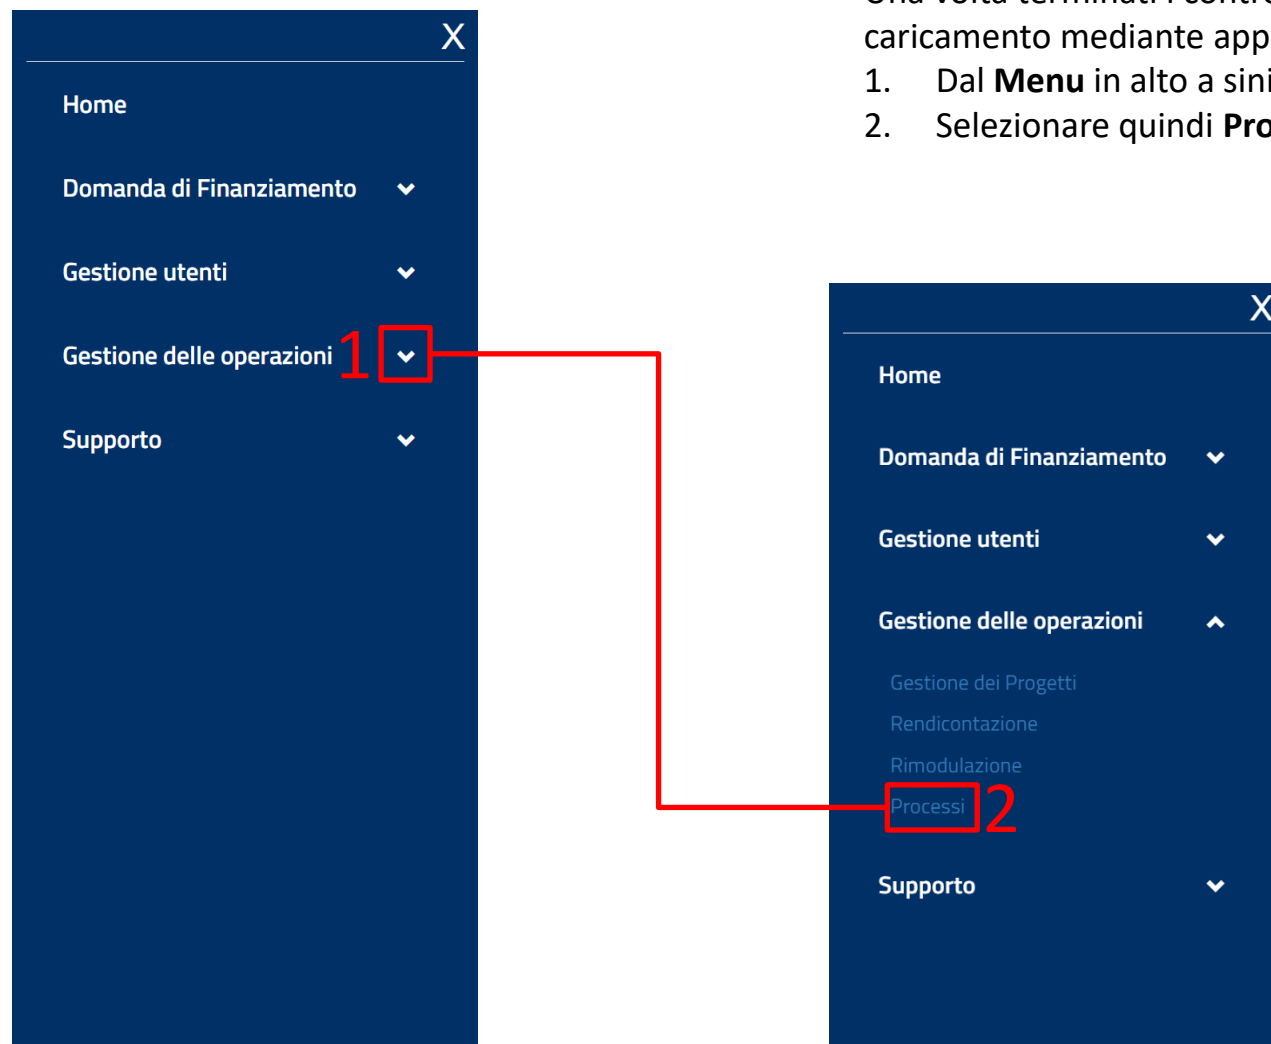 caricamento mediante app
1. Dal Menu in alto a sini
2. Selezionare quindi Pro
X
Home
Domanda di Finanziamento
Gestione utenti
Gestione delle operazioni 1
Supporto
X
Home
Domanda di Finanziamento
Gestione utenti
Gestione delle operazioni
Gestione dei Progetti
Rendicontazione
Rimodulazione
Processi 2
Supporto